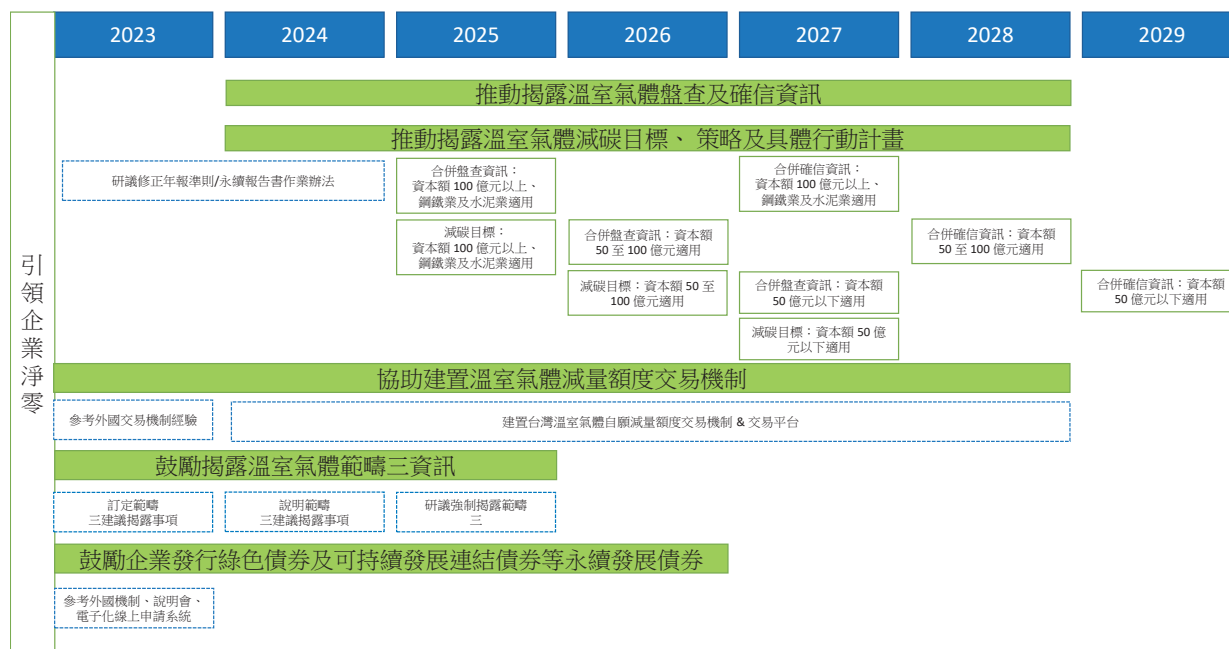 引領企業淨零
2023
2024
2025
2026
2027
2028
2029
推動揭露溫室氣體盤查及確信資訊
推動揭露溫室氣體減碳目標、 策略及具體行動計畫
研議修正年報準則/永續報告書作業辦法
合併盤查資訊：
資本額 100 億元以上、
鋼鐵業及水泥業適用
合併確信資訊：
資本額 100 億元以上、
鋼鐵業及水泥業適用
減碳目標：
資本額 100 億元以上、
鋼鐵業及水泥業適用
合併盤查資訊：資本額
50 至 100 億元適用
合併確信資訊：資本額
50 至 100 億元適用
減碳目標：資本額 50 至
100 億元適用
合併盤查資訊：資本額
50 億元以下適用
合併確信資訊：資本額
50 億元以下適用
減碳目標：資本額 50 億
元以下適用
協助建置溫室氣體減量額度交易機制
參考外國交易機制經驗
建置台灣溫室氣體自願減量額度交易機制 & 交易平台
鼓勵揭露溫室氣體範疇三資訊
訂定範疇
三建議揭露事項
說明範疇
三建議揭露事項
研議強制揭露範疇
三
鼓勵企業發行綠色債券及可持續發展連結債券等永續發展債券
參考外國機制、說明會、
電子化線上申請系統